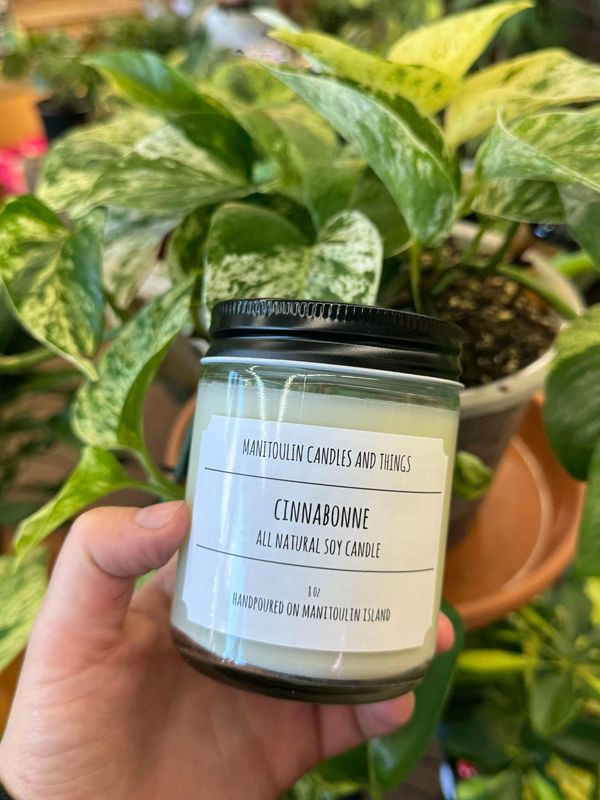 MANITOULIN CANDLES AND THINGS
CINNABONNE
ALL NATURAL SOY CANDLE
8 OZ
HANDPOURED ON MANITOULIN ISLAND